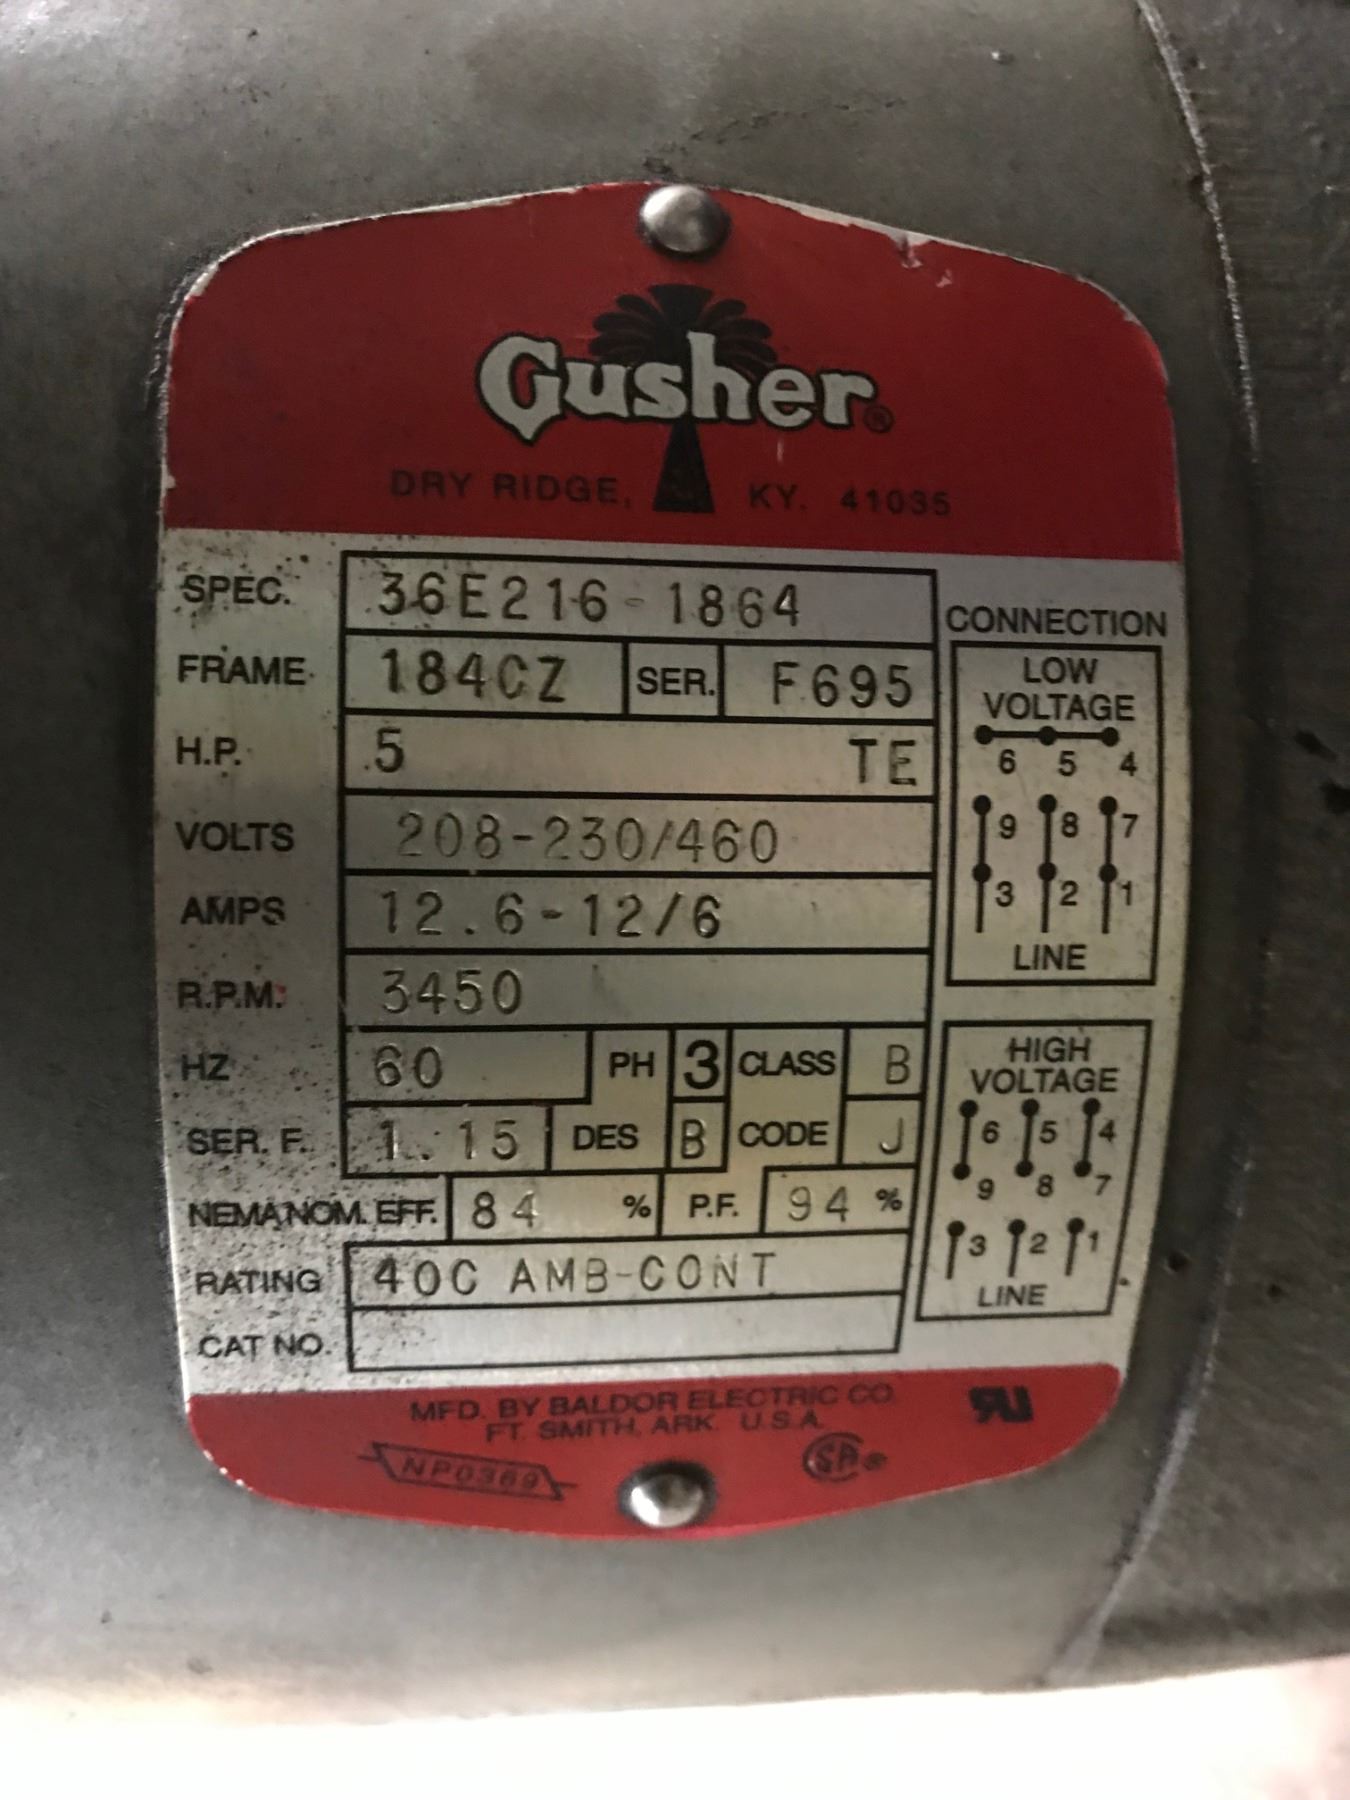 Gusher®
DRY RIDGE, KY. 41035
SPEC. 36E216-1864
FRAME 184CZ SER. F695
H.P. 5 TE
VOLTS 208-230/460
AMPS 12.6-12/6
R.P.M. 3450
HZ 60 PH 3 CLASS B
SER. F. 1.15 DES B CODE J
NEMA NOM. EFF. 84 % P.F. 94 %
RATING 40C AMB-CONT
CAT NO.
CONNECTION
LOW
VOLTAGE
6 5 4
9 8 7
3 2 1
LINE
HIGH
VOLTAGE
6 5 4
9 8 7
3 2 1
LINE
MFD. BY BALDOR ELECTRIC CO.
FT. SMITH, ARK. U.S.A.
NP0369
SA®
RU